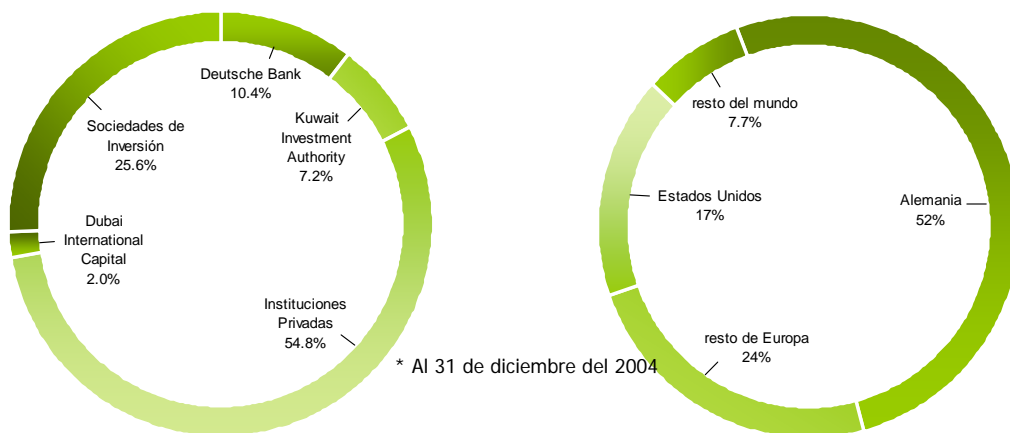 Deutsche Bank
10.4%
Kuwait
Investment
Authority
7.2%
Sociedades de
Inversión
25.6%
Dubai
International
Capital
2.0%
Instituciones
Privadas
54.8%
* Al 31 de diciembre del 2004
resto del mundo
7.7%
Estados Unidos
17%
Alemania
52%
resto de Europa
24%